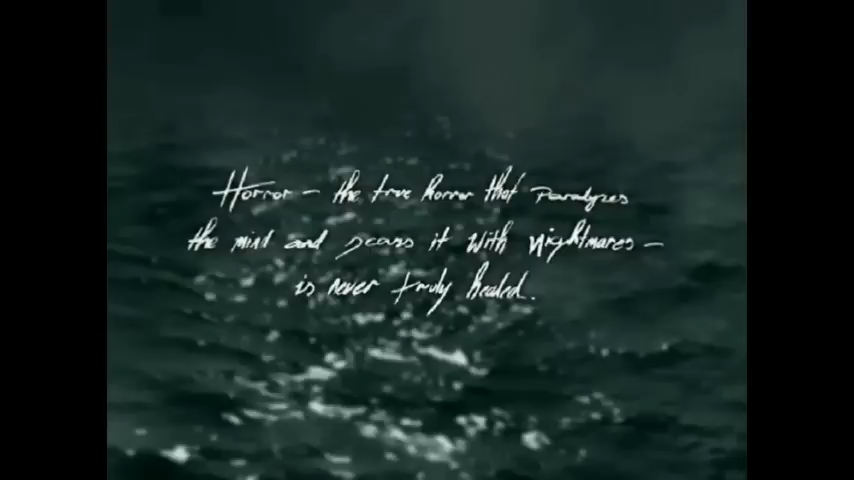 Horror – the true horror that paralyzes
the mind and scars it with nightmares –
is never truly healed.